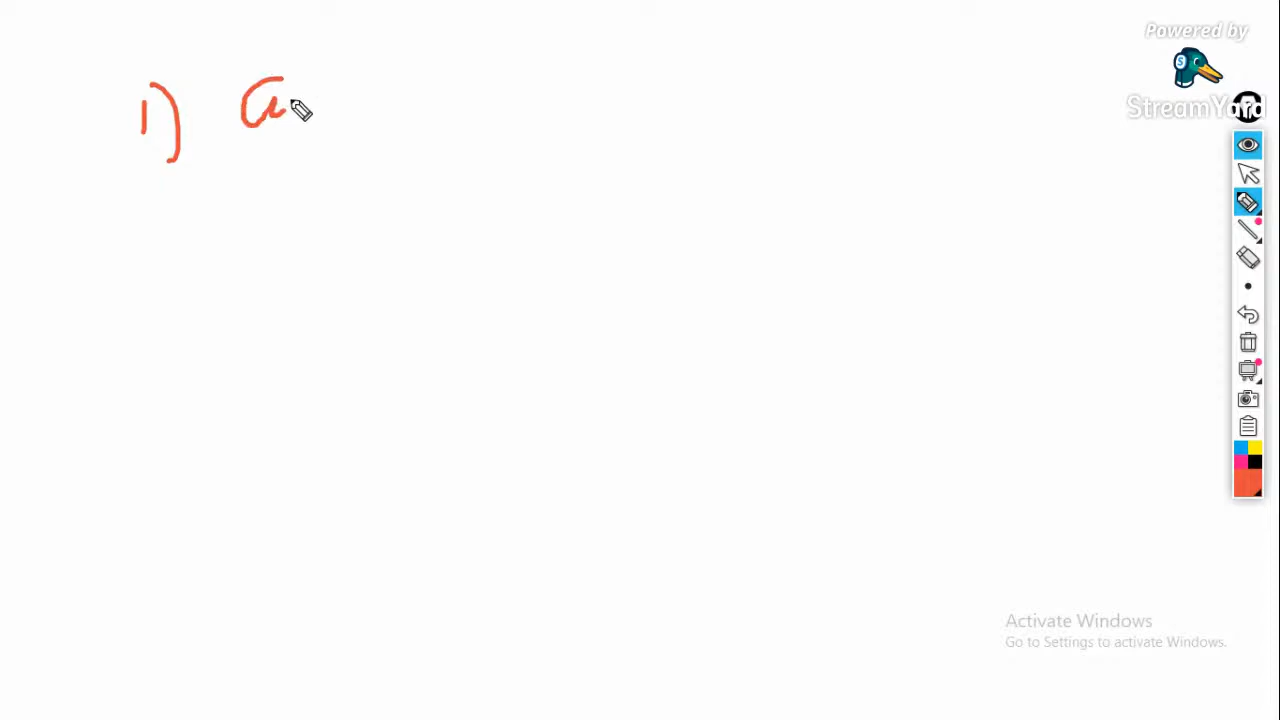 Powered by
StreamYard
1) a
Activate Windows
Go to Settings to activate Windows.